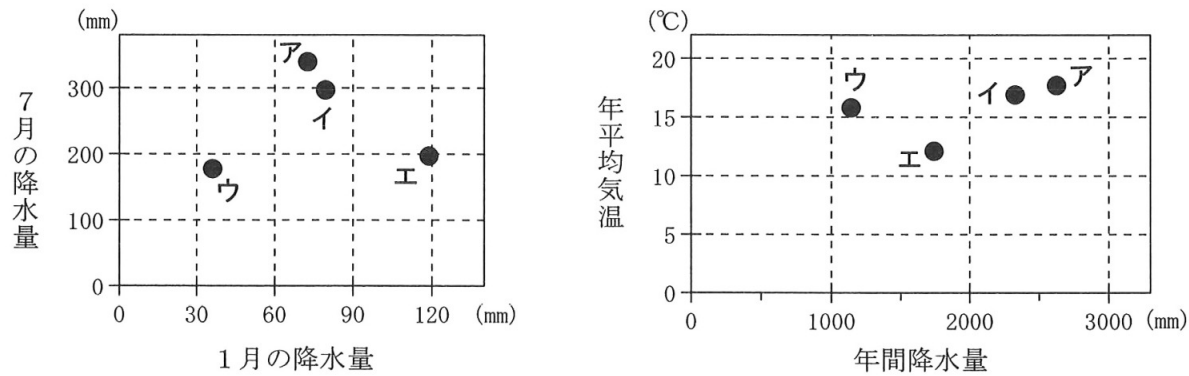 (mm)
300
200
100
0
7月の降水量
ア
イ
ウ
エ
0 30 60 90 120 (mm)
1月の降水量
(℃)
20
15
10
5
0
年平均気温
ウ
イ
ア
エ
0 1000 2000 3000 (mm)
年間降水量